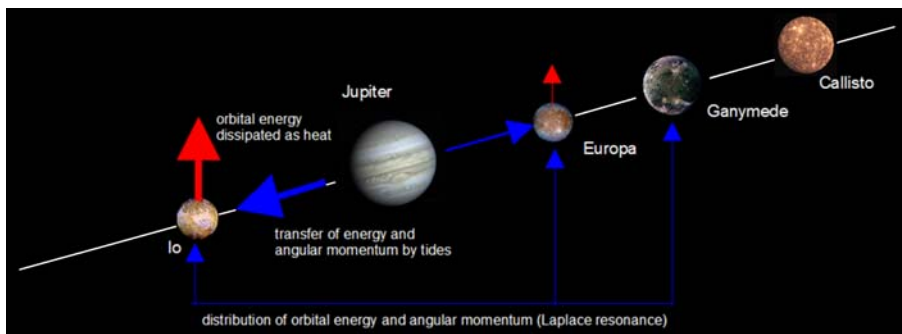 Callisto
Jupiter
Ganymede
orbital energy
dissipated as heat
Europa
transfer of energy and
angular momentum by tides
Io
distribution of orbital energy and angular momentum (Laplace resonance)